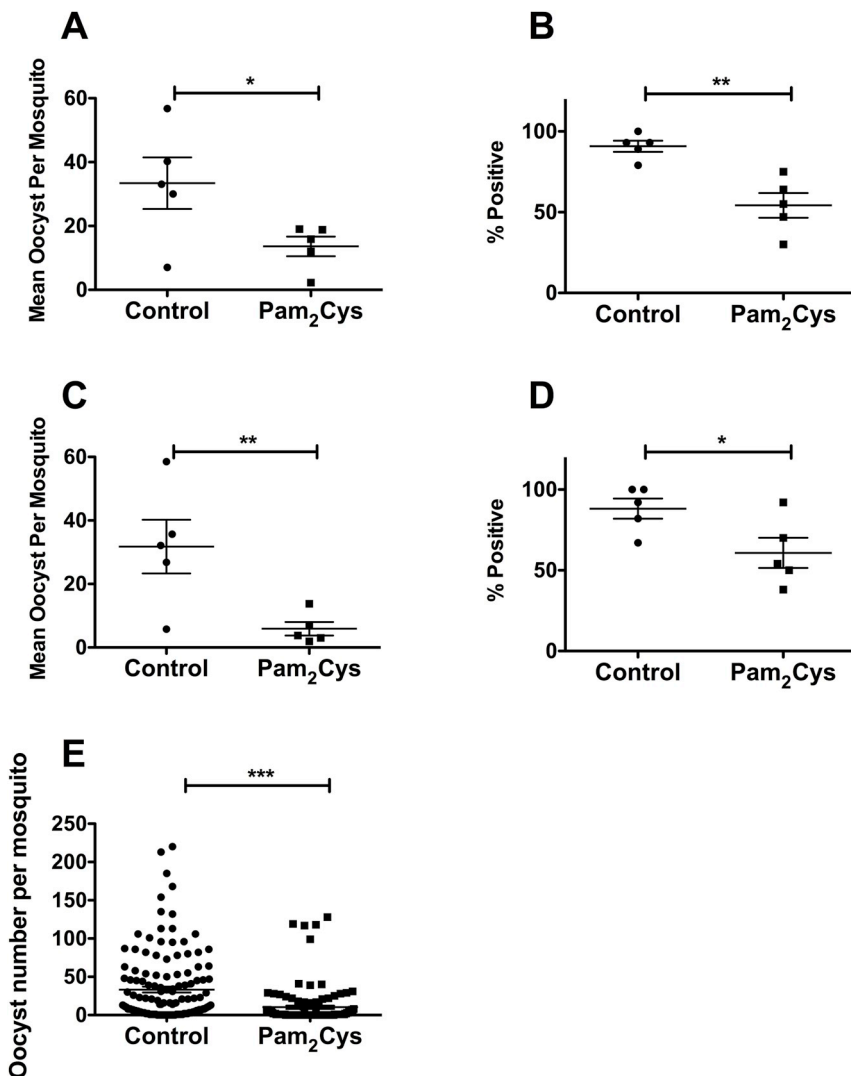 A
Mean Oocyst Per Mosquito
*
60
40
20
0
Control Pam₂Cys
B
% Positive
**
100
50
0
Control Pam₂Cys
C
Mean Oocyst Per Mosquito
**
60
40
20
0
Control Pam₂Cys
D
% Positive
*
100
50
0
Control Pam₂Cys
E
Oocyst number per mosquito
***
250
200
150
100
50
0
Control Pam₂Cys